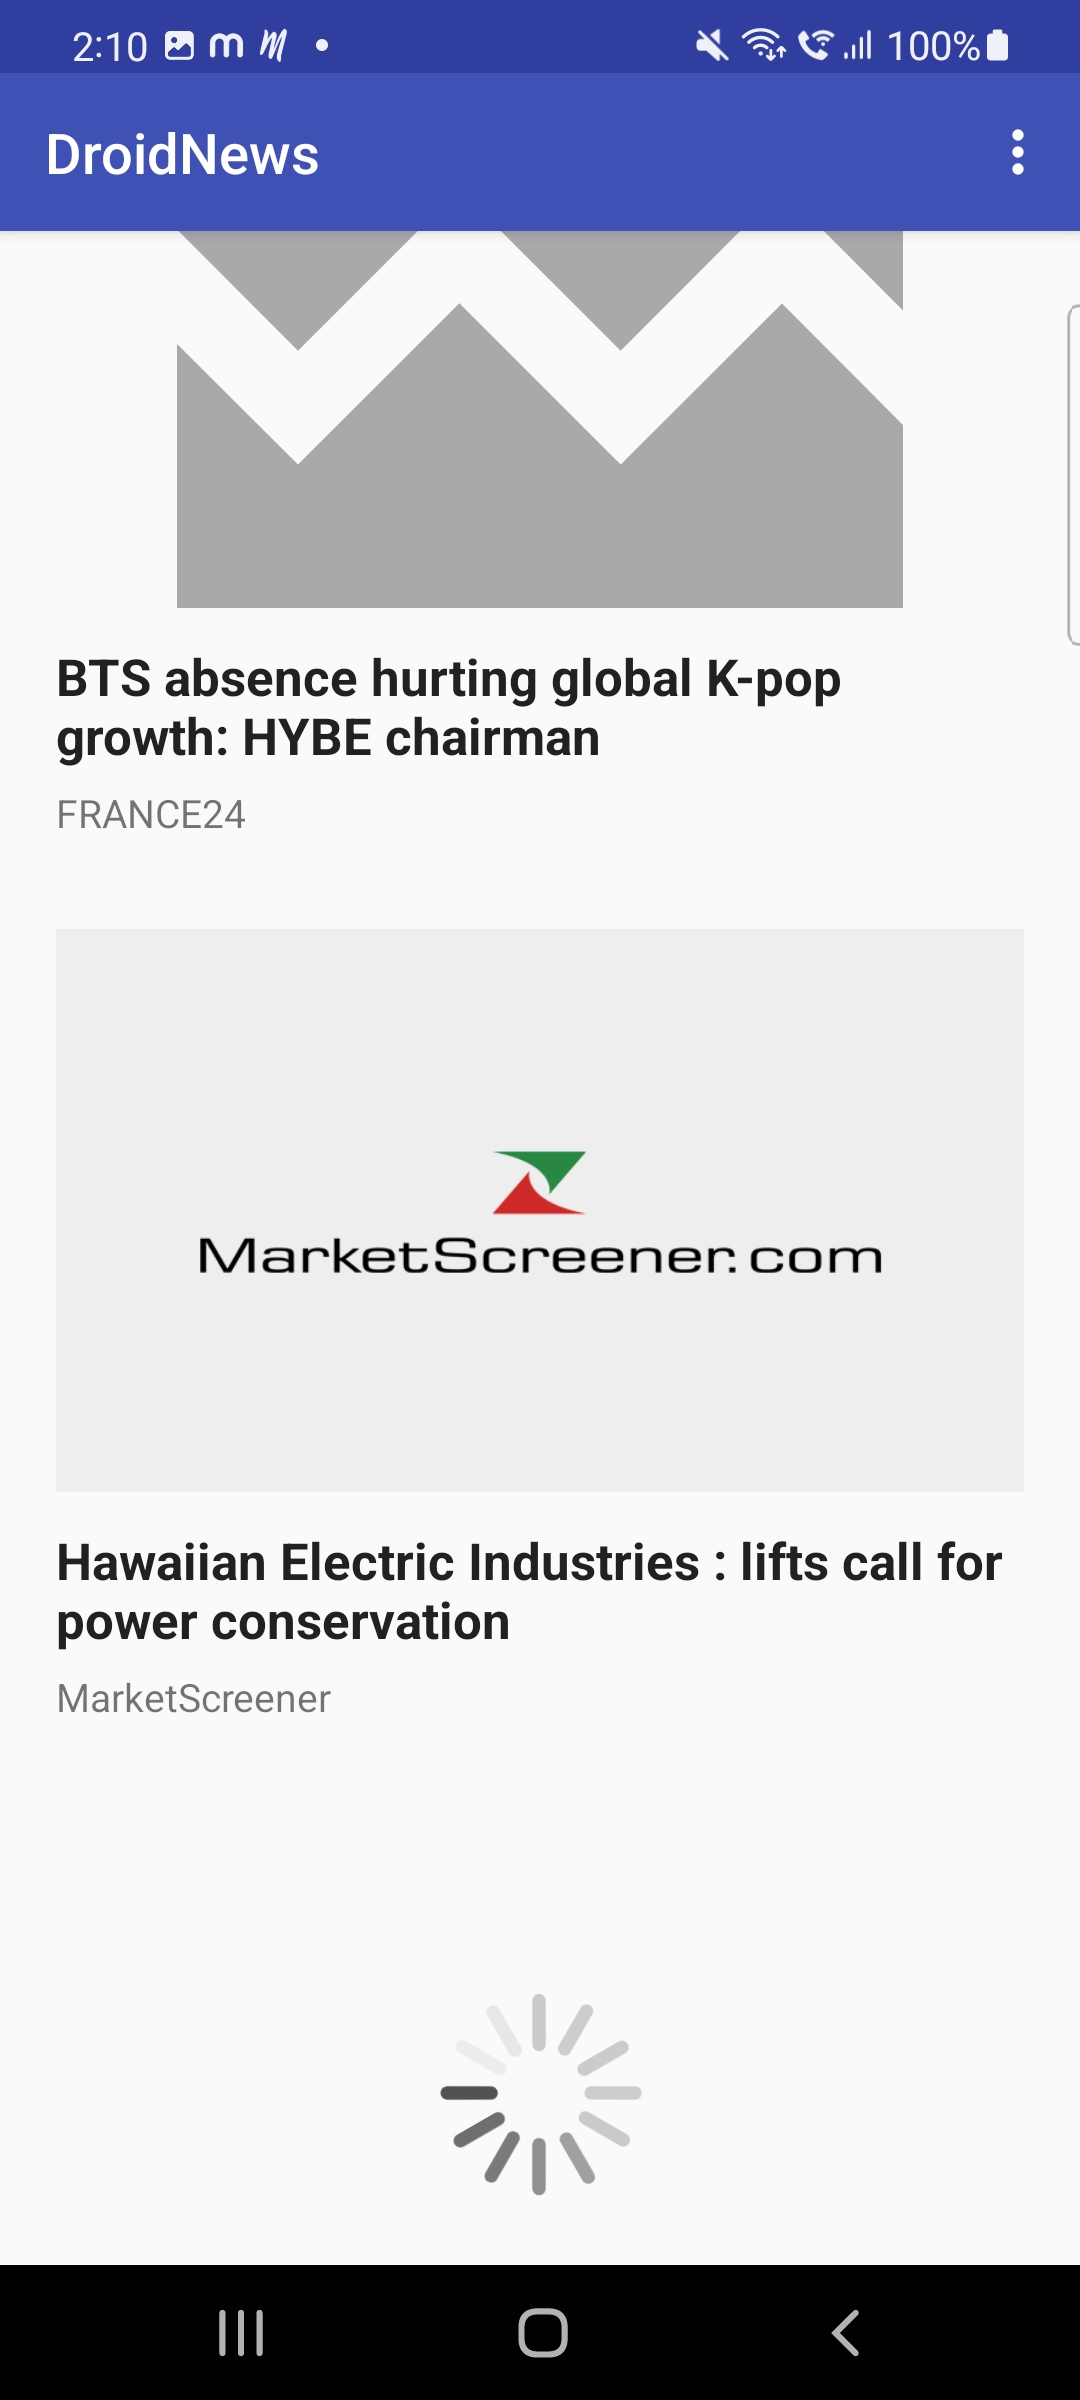 2:10
100%
DroidNews
BTS absence hurting global K-pop
growth: HYBE chairman
FRANCE24
MarketScreener.com
Hawaiian Electric Industries : lifts call for
power conservation
MarketScreener